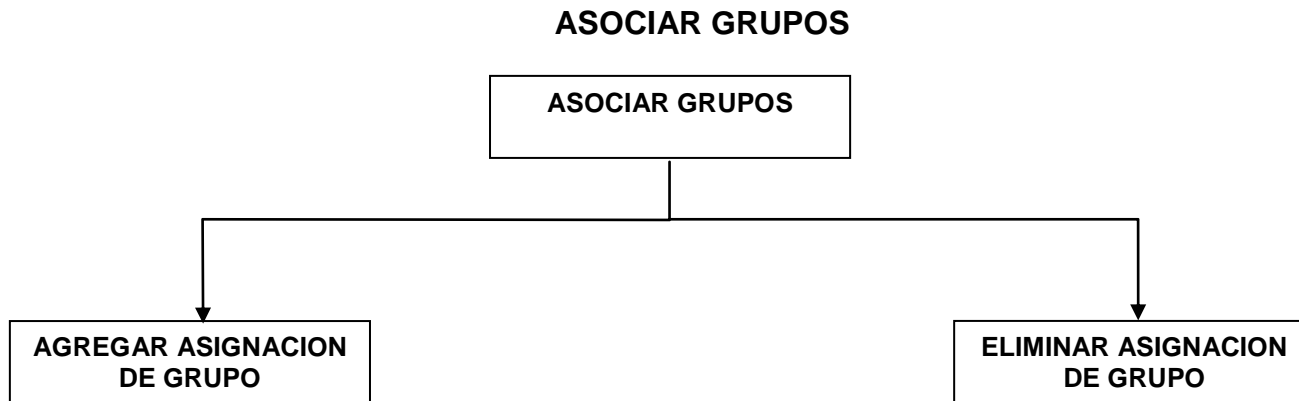 ASOCIAR GRUPOS
ASOCIAR GRUPOS
AGREGAR ASIGNACION
DE GRUPO
ELIMINAR ASIGNACION
DE GRUPO